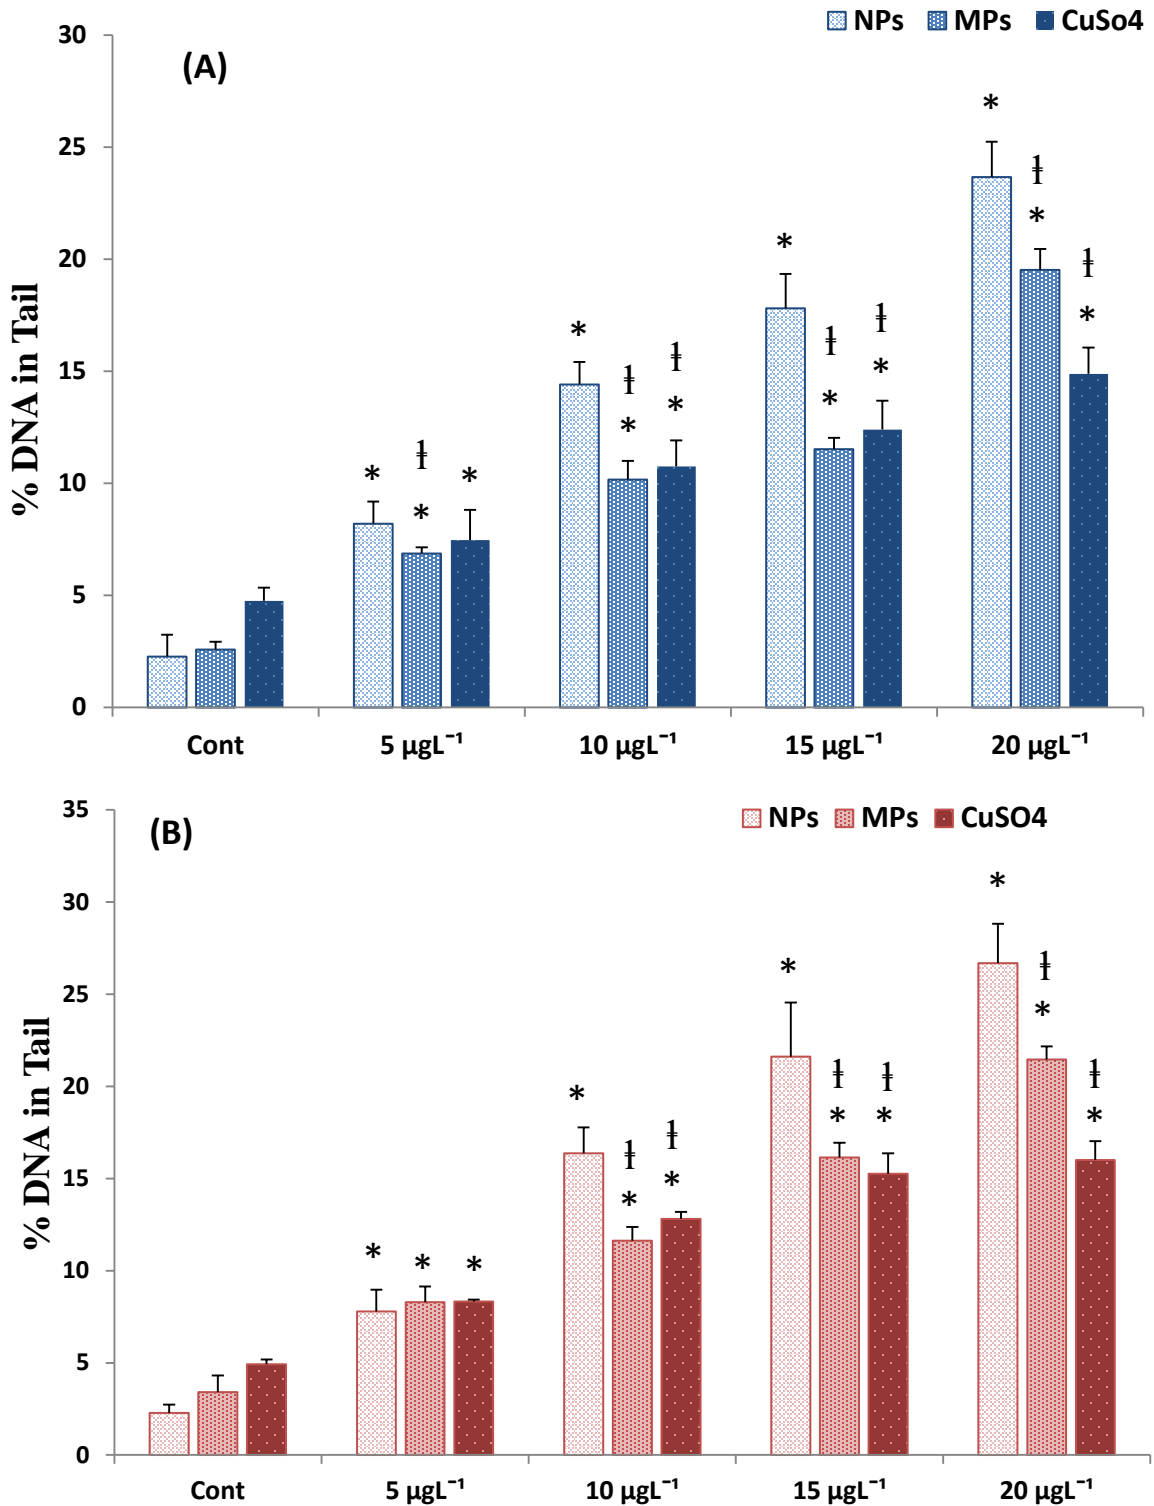 NPs MPs CuSo4
(A)
30
25
20
15
10
5
0
% DNA in Tail
* * * * * * * * * * * *
ƚ ƚ ƚ ƚ ƚ ƚ ƚ
Cont 5 µgL⁻¹ 10 µgL⁻¹ 15 µgL⁻¹ 20 µgL⁻¹
NPs MPs CuSO4
(B)
35
30
25
20
15
10
5
0
% DNA in Tail
* * * * * * * * * * * *
ƚ ƚ ƚ ƚ ƚ ƚ
Cont 5 µgL⁻¹ 10 µgL⁻¹ 15 µgL⁻¹ 20 µgL⁻¹